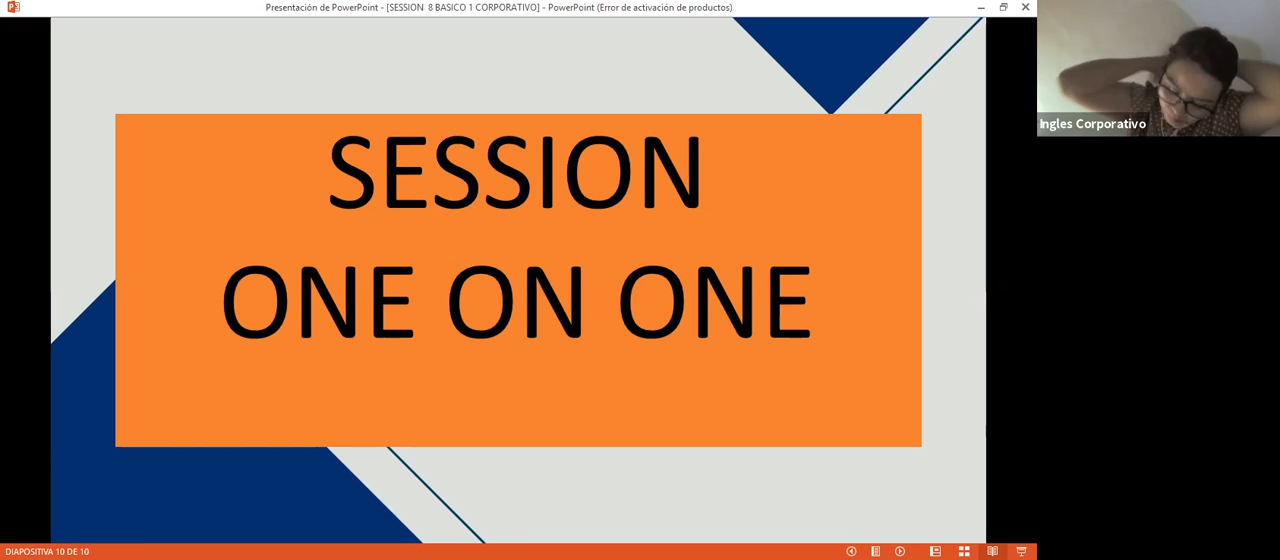 Presentación de PowerPoint - [SESSION 8 BASICO 1 CORPORATIVO] - PowerPoint (Error de activación de productos)
Ingles Corporativo
SESSION
ONE ON ONE
DIAPOSITIVA 10 DE 10